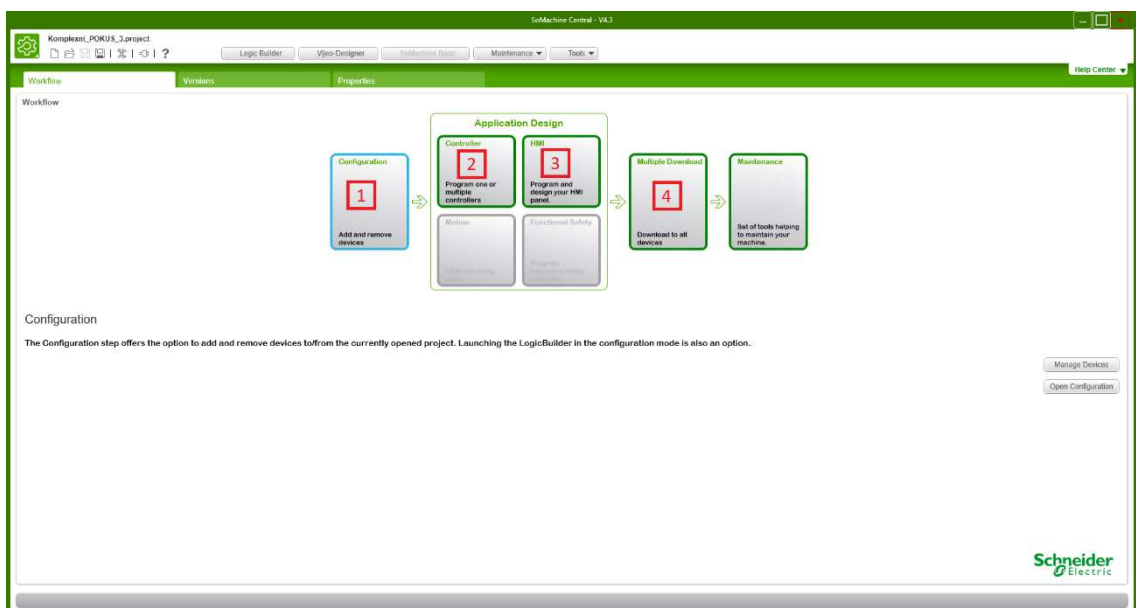 SoMachine Central - V4.3
Komplexni_POKUS_3.project
?
Logic Builder
Vijeo-Designer
SoMachine Basic
Maintenance
Tools
Help Center
Workflow
Versions
Properties
Workflow
Application Design
Configuration
1
Add and remove
devices
Controller
2
Program one or
multiple
controllers
HMI
3
Program and
design your HMI
panel.
Motion
Functional Safety
Multiple Download
4
Download to all
devices
Maintenance
Set of tools helping
to maintain your
machine.
Configuration
The Configuration step offers the option to add and remove devices to/from the currently opened project. Launching the LogicBuilder in the configuration mode is also an option.
Manage Devices
Open Configuration
Schneider
Electric